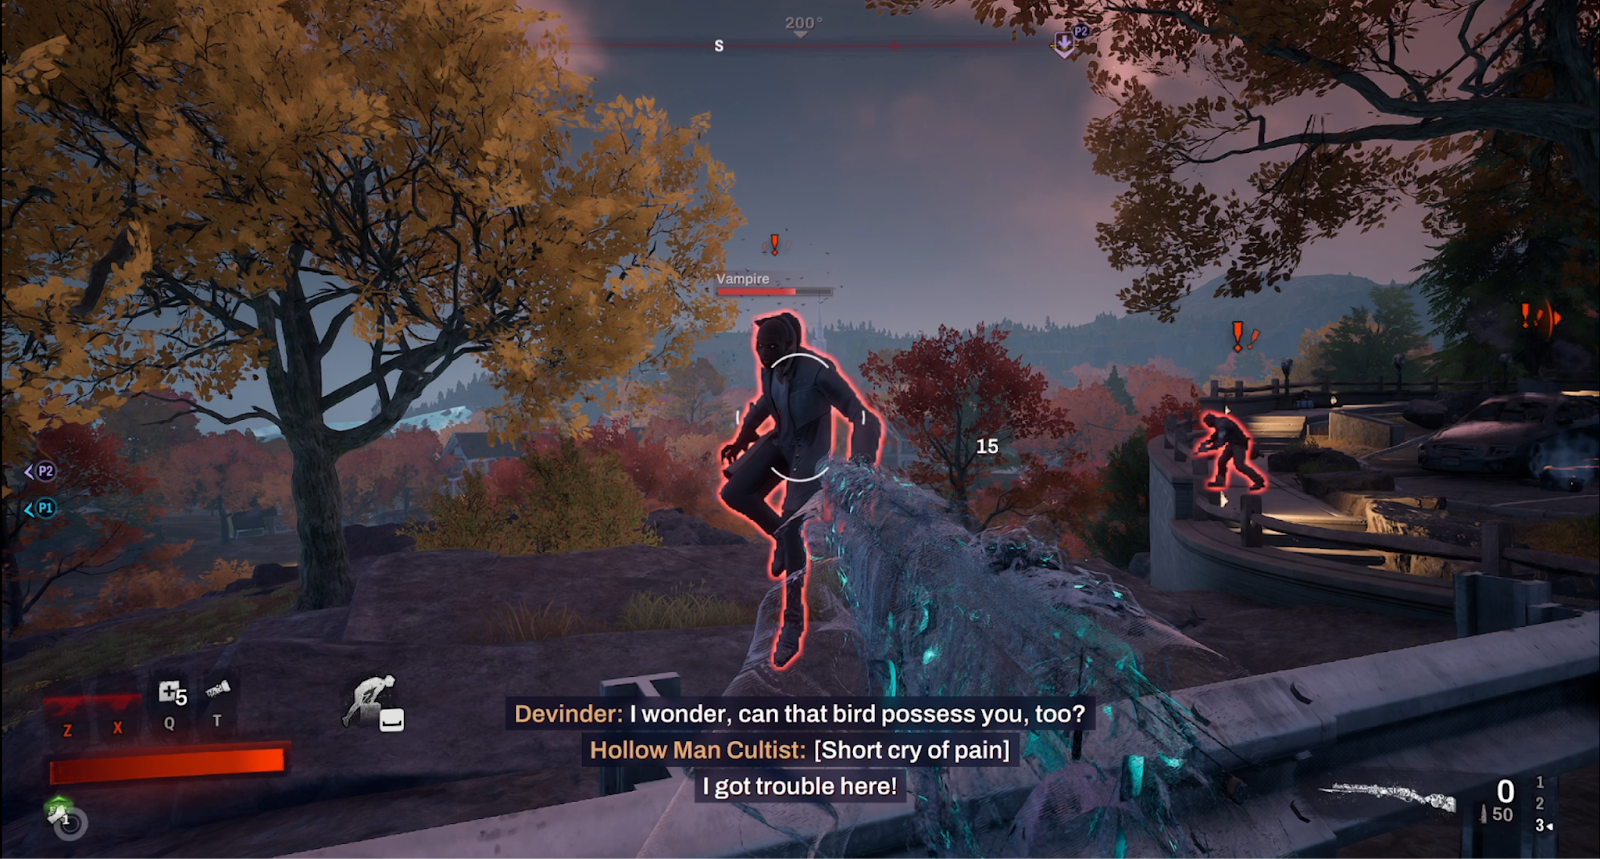 200°
S
P2
Vampire
15
P2
P1
5
Z X Q T
Devinder: I wonder, can that bird possess you, too?
Hollow Man Cultist: [Short cry of pain]
I got trouble here!
1
0
50
1
2
3